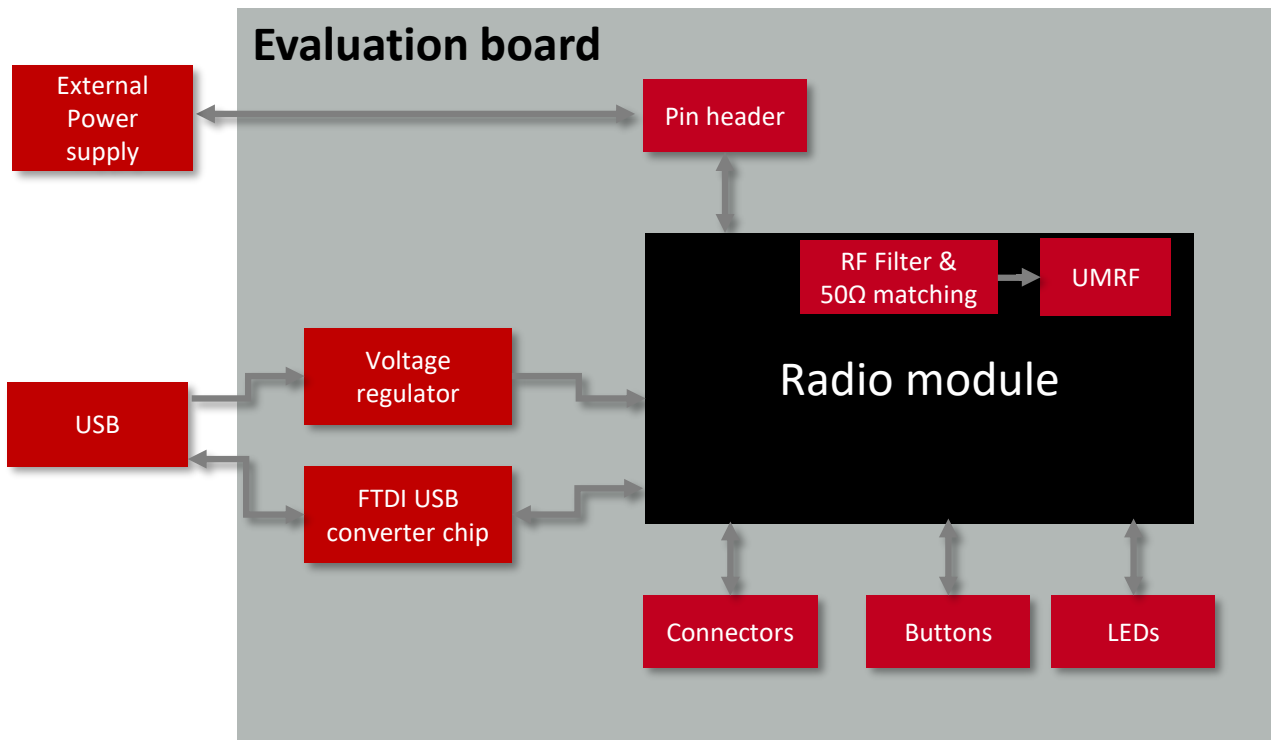 Evaluation board
External
Power
supply
Pin header
RF Filter &
50Ω matching
UMRF
Voltage
regulator
Radio module
USB
FTDI USB
converter chip
Connectors
Buttons
LEDs